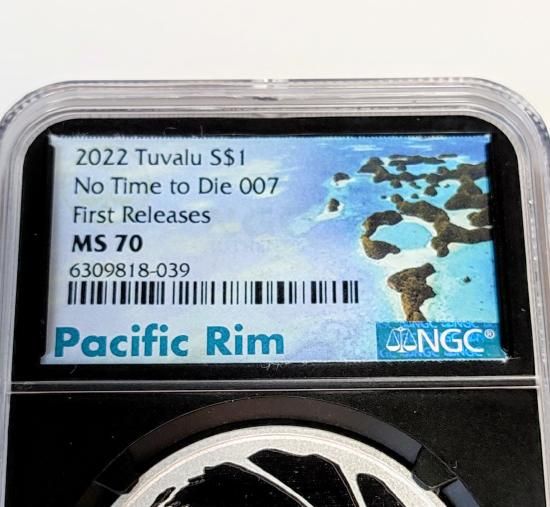 2022 Tuvalu S$1
No Time to Die 007
First Releases
MS 70
6309818-039
Pacific Rim
NGC®